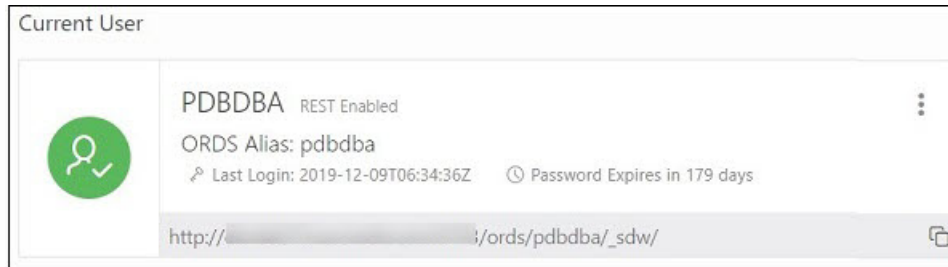 Current User
PDBDBA REST Enabled
ORDS Alias: pdbdba
Last Login: 2019-12-09T06:34:36Z Password Expires in 179 days
http:// /ords/pdbdba/_sdw/